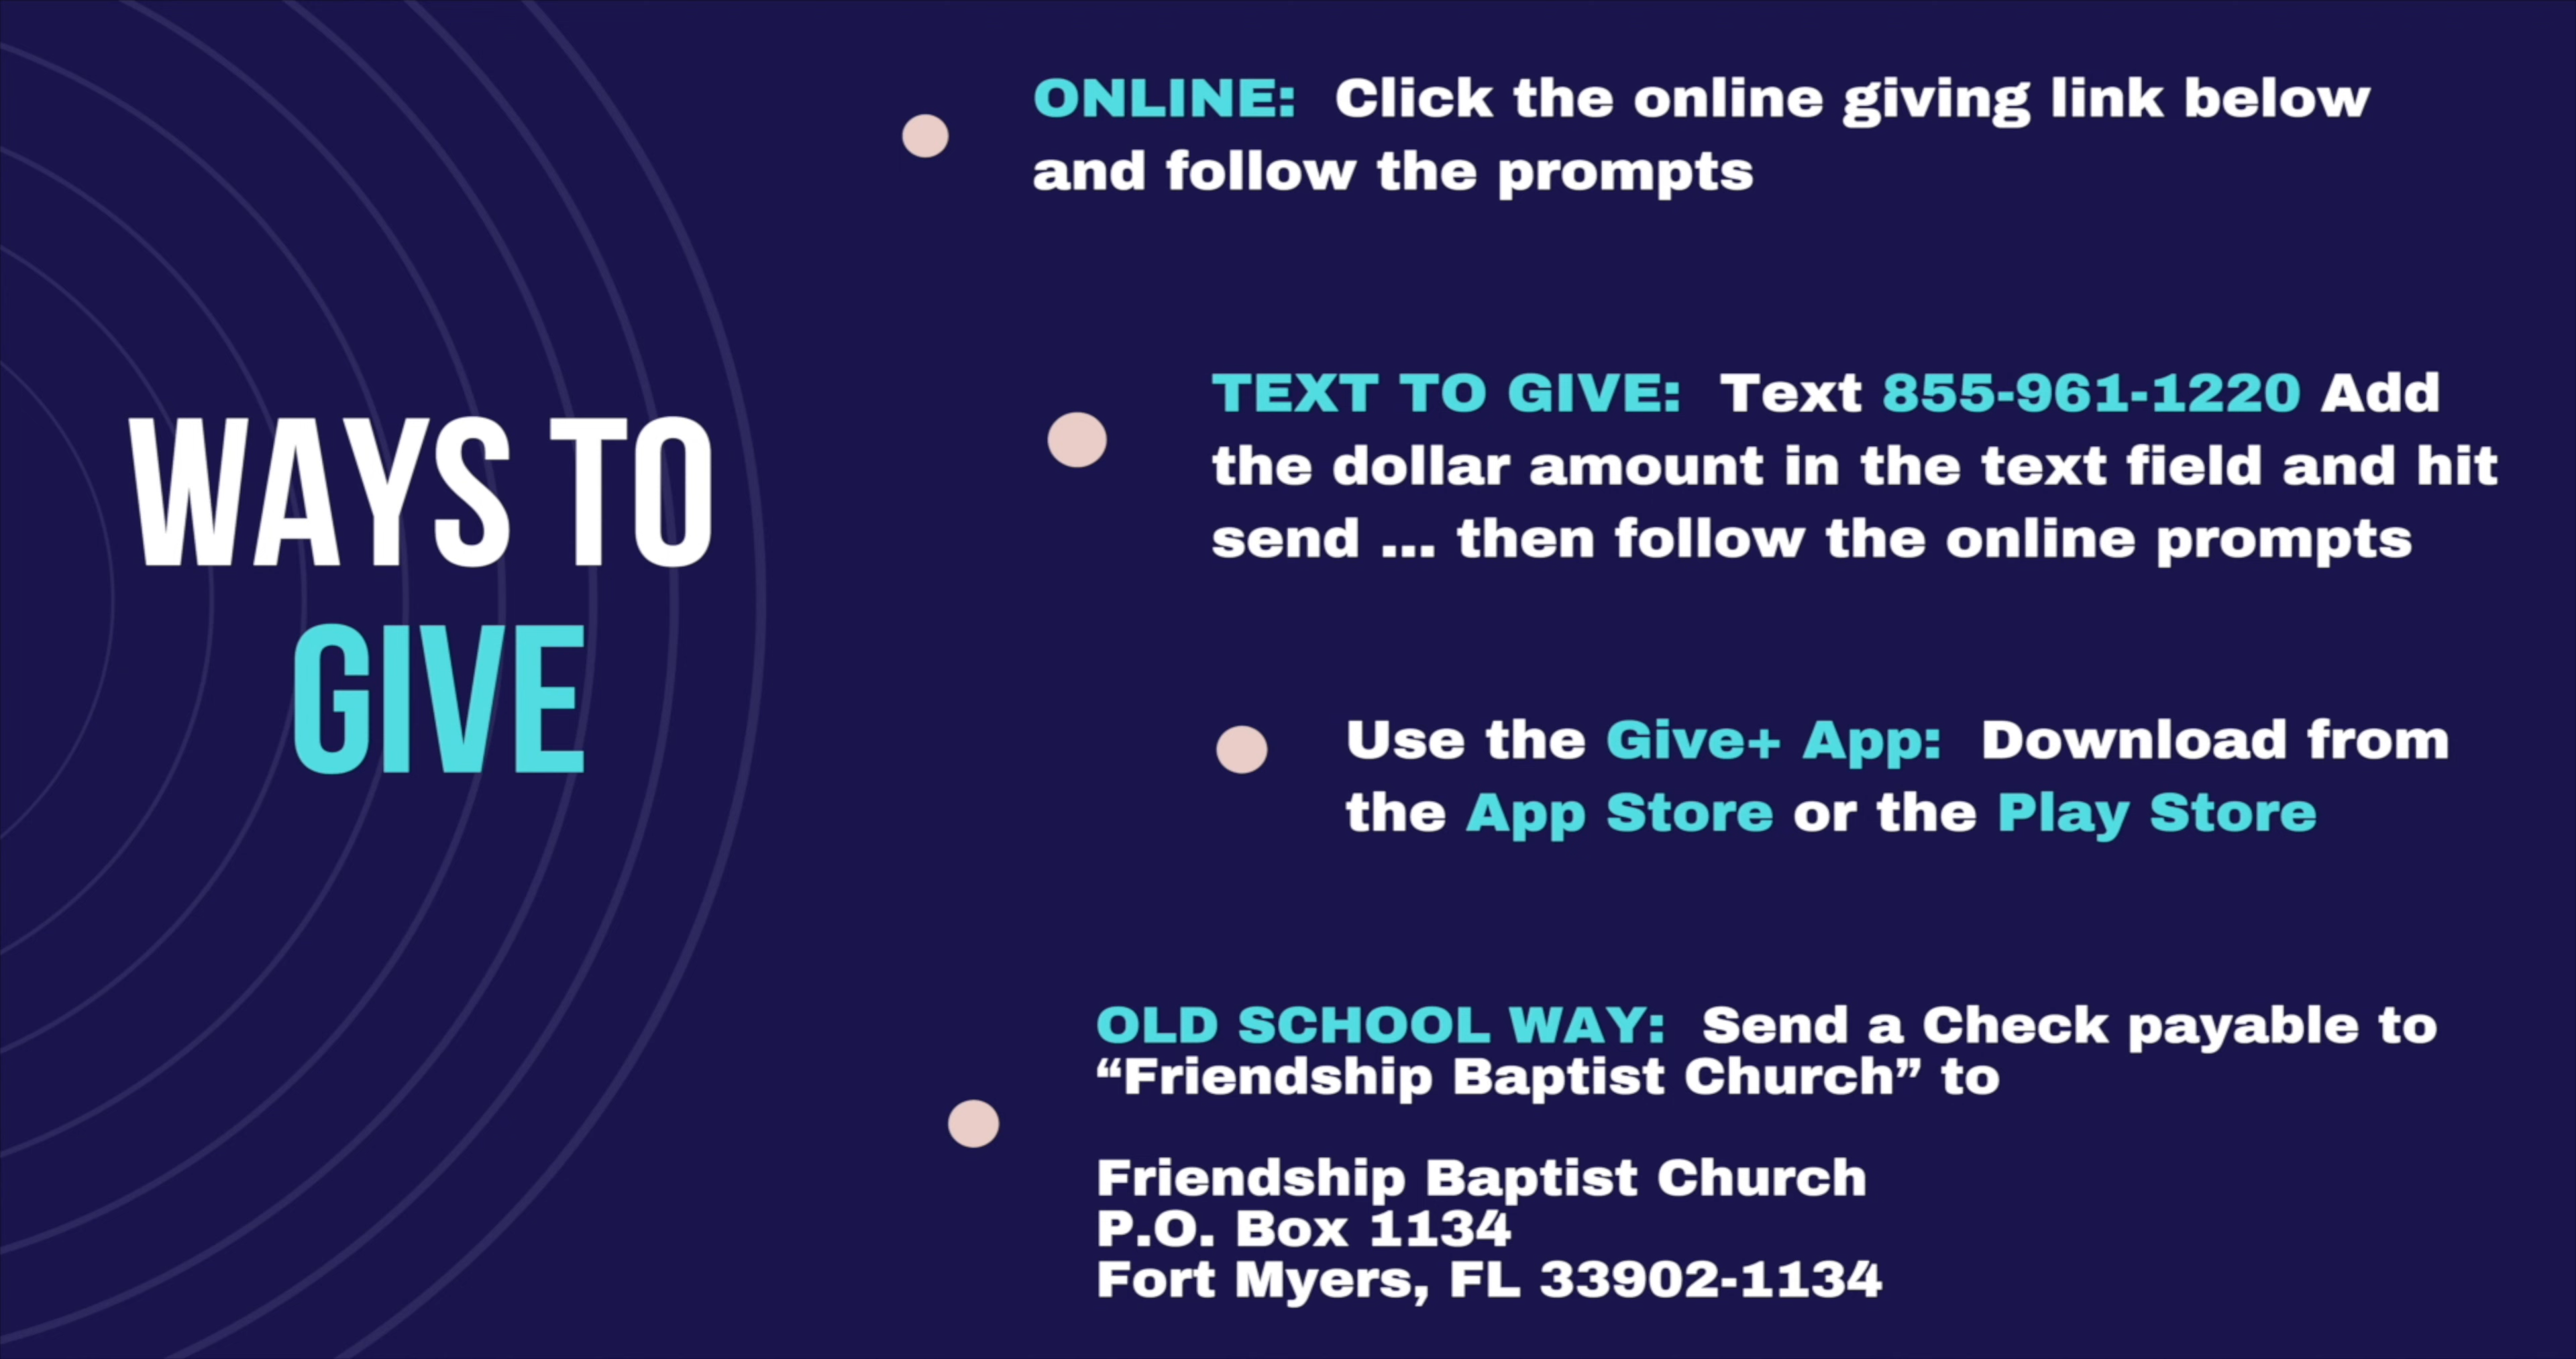 WAYS TO
GIVE
ONLINE: Click the online giving link below
and follow the prompts
TEXT TO GIVE: Text 855-961-1220 Add
the dollar amount in the text field and hit
send ... then follow the online prompts
Use the Give+ App: Download from
the App Store or the Play Store
OLD SCHOOL WAY: Send a Check payable to
“Friendship Baptist Church” to
Friendship Baptist Church
P.O. Box 1134
Fort Myers, FL 33902-1134